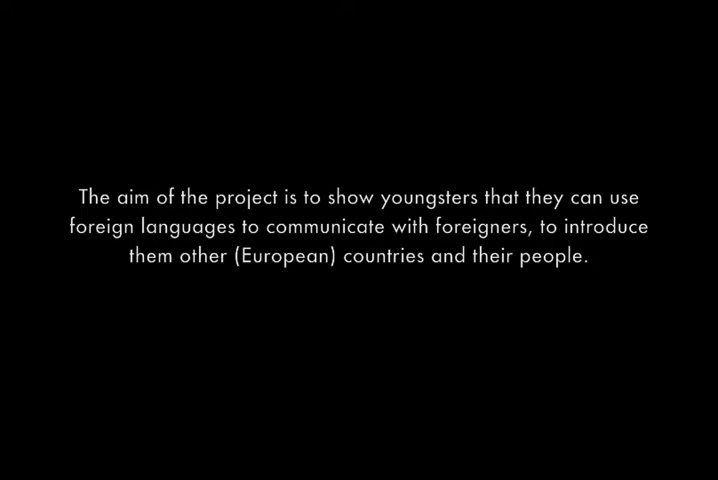 The aim of the project is to show youngsters that they can use
foreign languages to communicate with foreigners, to introduce
them other (European) countries and their people.